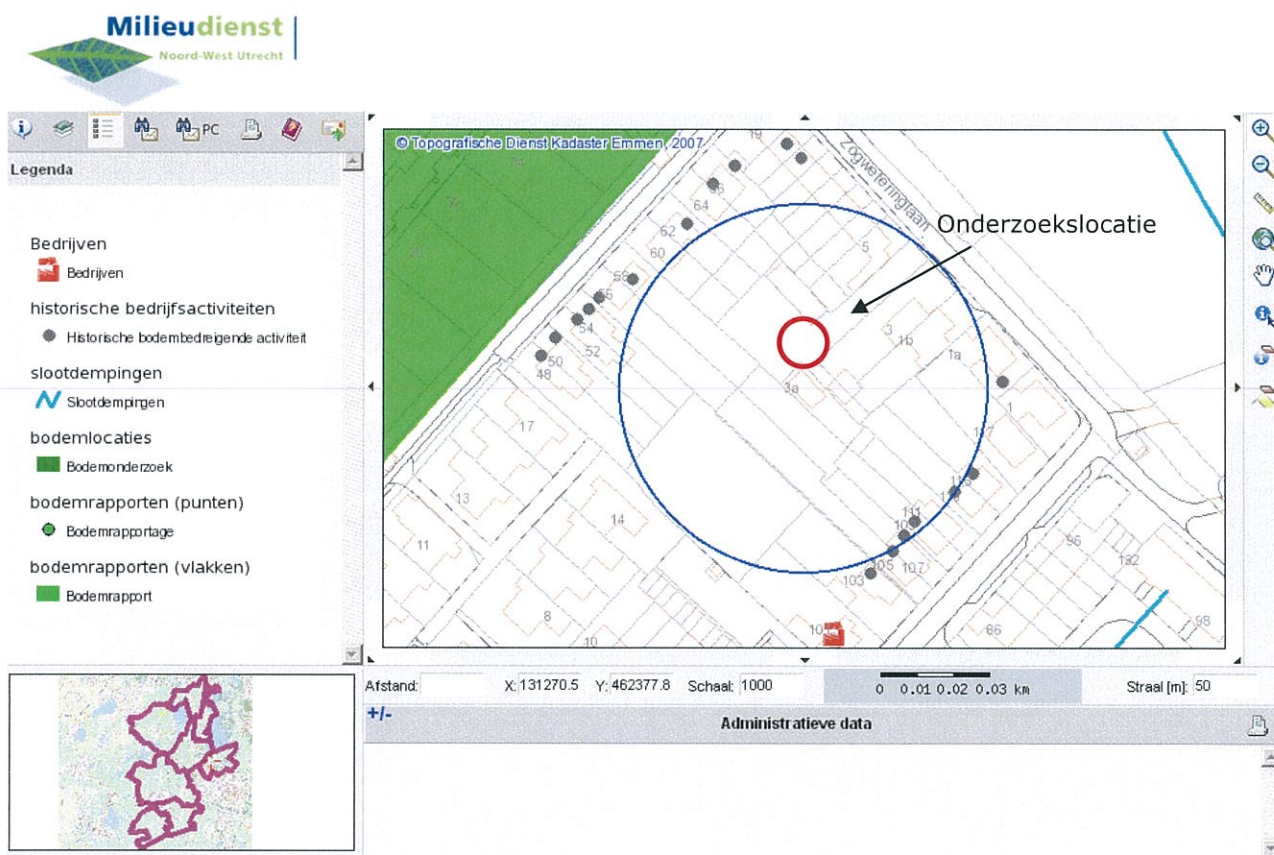 Milieudienst
Noord-West Utrecht
PC
Legenda
Bedrijven
Bedrijven
historische bedrijfsactiviteiten
Historische bodembedreigende activiteit
slootdempingen
Slootdempingen
bodemlocaties
Bodemonderzoek
bodemrapporten (punten)
Bodemrapportage
bodemrapporten (vlakken)
Bodemrapport
© Topografische Dienst Kadaster Emmen, 2007
19
Zogweteringlaan
64
62
60
58
54
52
50
48
5
Onderzoekslocatie
3
1b
1a
3a
1
17
13
11
14
8
10
111
105
107
103
96
132
98
86
Afstand:
X: 131270.5 Y: 462377.8 Schaal: 1000
0 0.01 0.02 0.03 km
Straal [m]: 50
+/-
Administratieve data